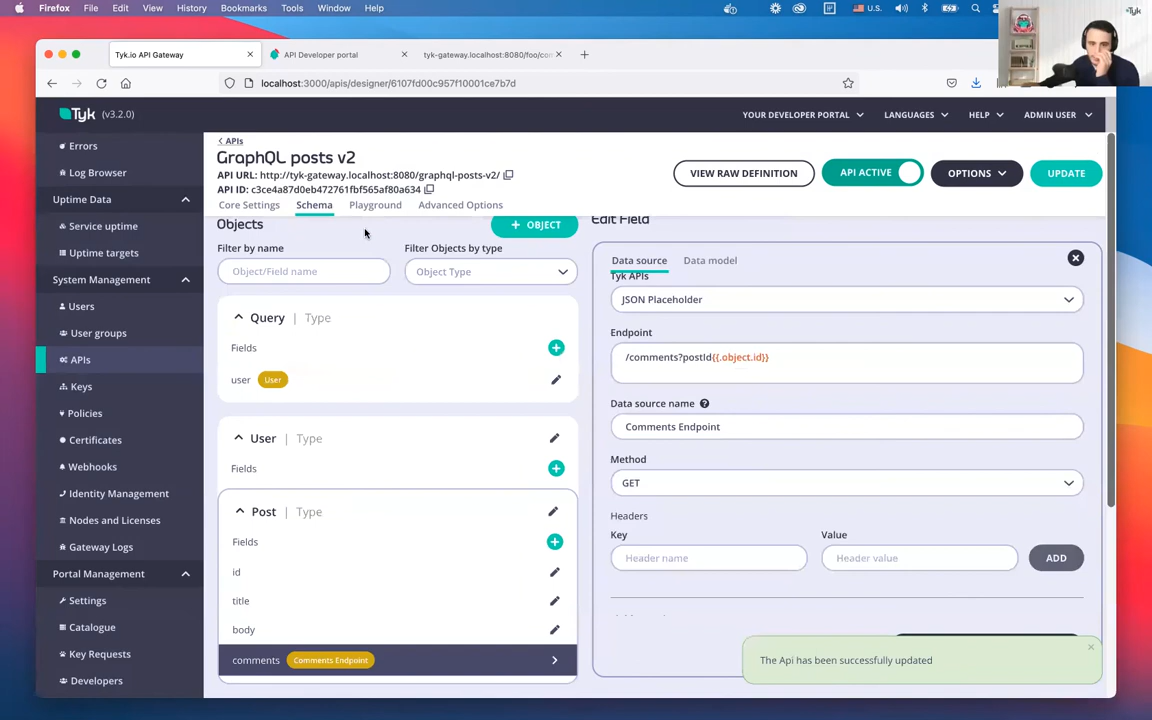 Firefox File Edit View History Bookmarks Tools Window Help U.S.
Tyk
Tyk.io API Gateway API Developer portal tyk-gateway.localhost:8080/foo/con
localhost:3000/apis/designer/6107fd00c957f10001c7b7d
Tyk (v3.2.0)
YOUR DEVELOPER PORTAL LANGUAGES HELP ADMIN USER
Errors
Log Browser
Uptime Data
Service uptime
Uptime targets
System Management
Users
User groups
APIs
Keys
Policies
Certificates
Webhooks
Identity Management
Nodes and Licenses
Gateway Logs
Portal Management
Settings
Catalogue
Key Requests
Developers
APIs
GraphQL posts v2
API URL: http://tyk-gateway.localhost:8080/graphql-posts-v2/
API ID: c3ce4a87d0eb472761fbf565af80a634
VIEW RAW DEFINITION API ACTIVE OPTIONS UPDATE
Core Settings Schema Playground Advanced Options
Objects
+ OBJECT
Filter by name Filter Objects by type
Object/Field name Object Type
Query | Type
Fields
user User
User | Type
Fields
Post | Type
Fields
id
title
body
comments Comments Endpoint
Edit Field
Data source Data model
Tyk APIs
JSON Placeholder
Endpoint
/comments?postId{{.object.id}}
Data source name
Comments Endpoint
Method
GET
Headers
Key Value
Header name Header value ADD
The Api has been successfully updated